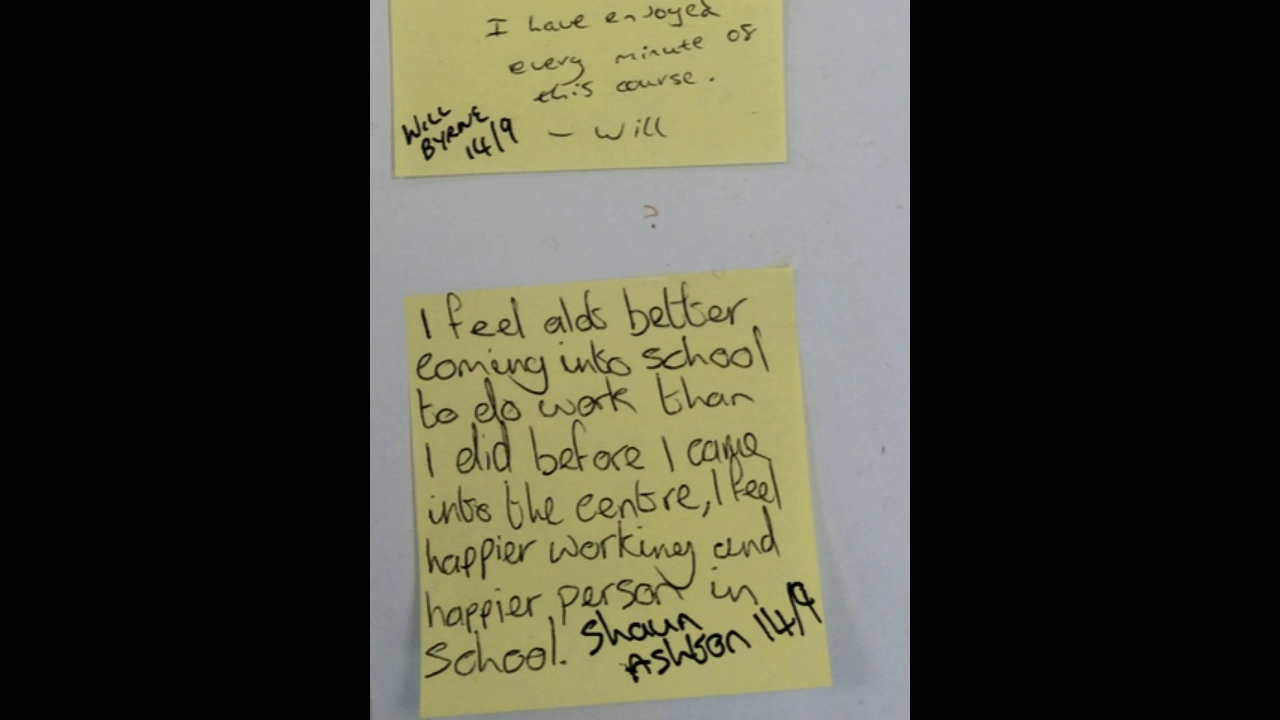 I have enjoyed
every minute of
this course.
WILL
BYRNE
14/9
- Will
?
I feel alds better
coming into school
to do work than
I did before I came
into the centre, I feel
happier working and
happier person in
school.
Shaun
14/9